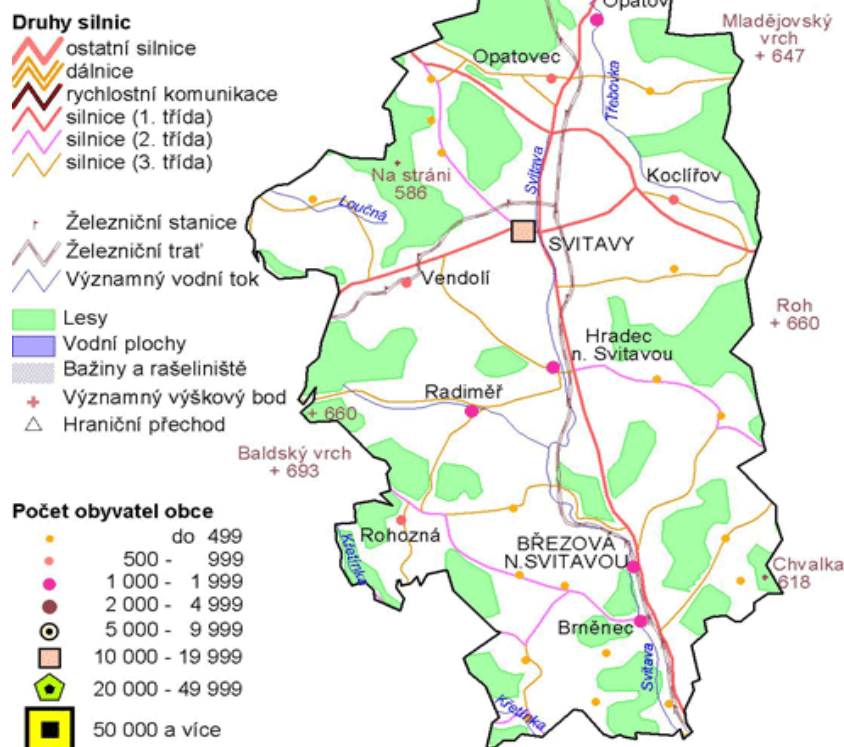 Druhy silnic
ostatní silnice
dálnice
rychlostní komunikace
silnice (1. třída)
silnice (2. třída)
silnice (3. třída)
Železniční stanice
Železniční trať
Významný vodní tok
Lesy
Vodní plochy
Bažiny a rašeliniště
Významný výškový bod
Hraniční přechod
Počet obyvatel obce
do 499
500 - 999
1 000 - 1 999
2 000 - 4 999
5 000 - 9 999
10 000 - 19 999
20 000 - 49 999
50 000 a více
Opatov
Mladějovský
vrch
+ 647
Opatovec
Třebovka
Svitava
Na stráni
586
Koclířov
Loučná
SVITAVY
Vendolí
Roh
+ 660
Hradec
n. Svitavou
Radiměř
+ 660
Baldský vrch
+ 693
Rohozná
Křetínka
BŘEZOVÁ
N.SVITAVOU
Chvalka
618
Brněnec
Svitava
Křetínka